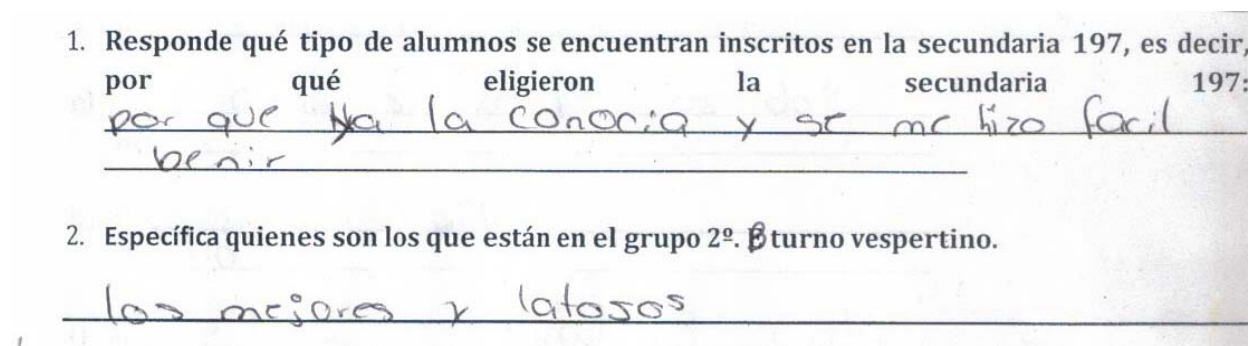 1. Responde qué tipo de alumnos se encuentran inscritos en la secundaria 197, es decir,
por qué eligieron la secundaria 197:
por que ya la conocia y se me hizo facil
benir
2. Específica quienes son los que están en el grupo 2º. B turno vespertino.
los mejores y latosos